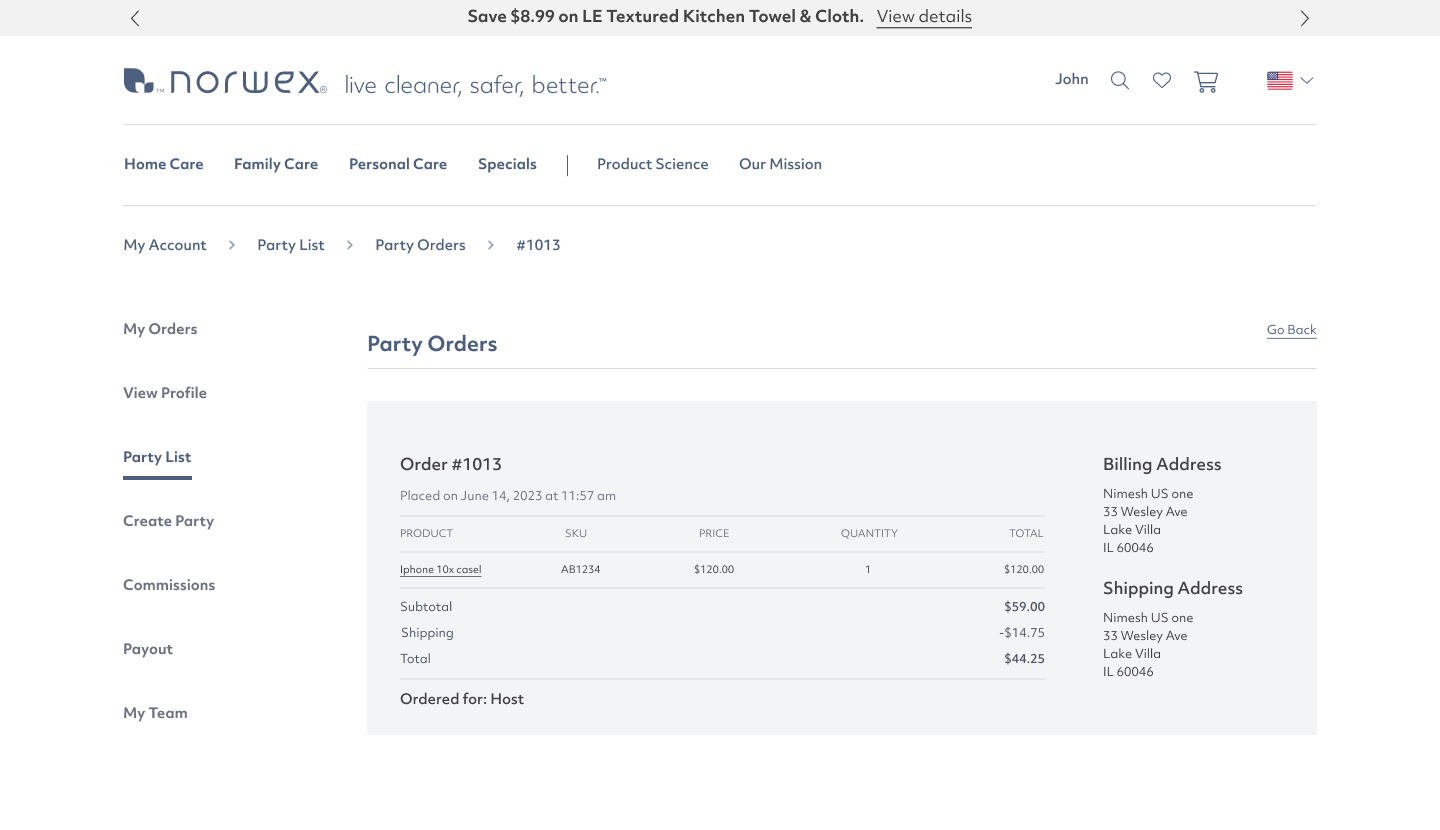 Save $8.99 on LE Textured Kitchen Towel & Cloth. View details
norwex® live cleaner, safer, better.™
John
Home Care Family Care Personal Care Specials Product Science Our Mission
My Account > Party List > Party Orders > #1013
My Orders
View Profile
Party List
Create Party
Commissions
Payout
My Team
Party Orders
Go Back
Order #1013
Placed on June 14, 2023 at 11:57 am
PRODUCT SKU PRICE QUANTITY TOTAL
Iphone 10x casel AB1234 $120.00 1 $120.00
Subtotal $59.00
Shipping -$14.75
Total $44.25
Ordered for: Host
Billing Address
Nimesh US one
33 Wesley Ave
Lake Villa
IL 60046
Shipping Address
Nimesh US one
33 Wesley Ave
Lake Villa
IL 60046